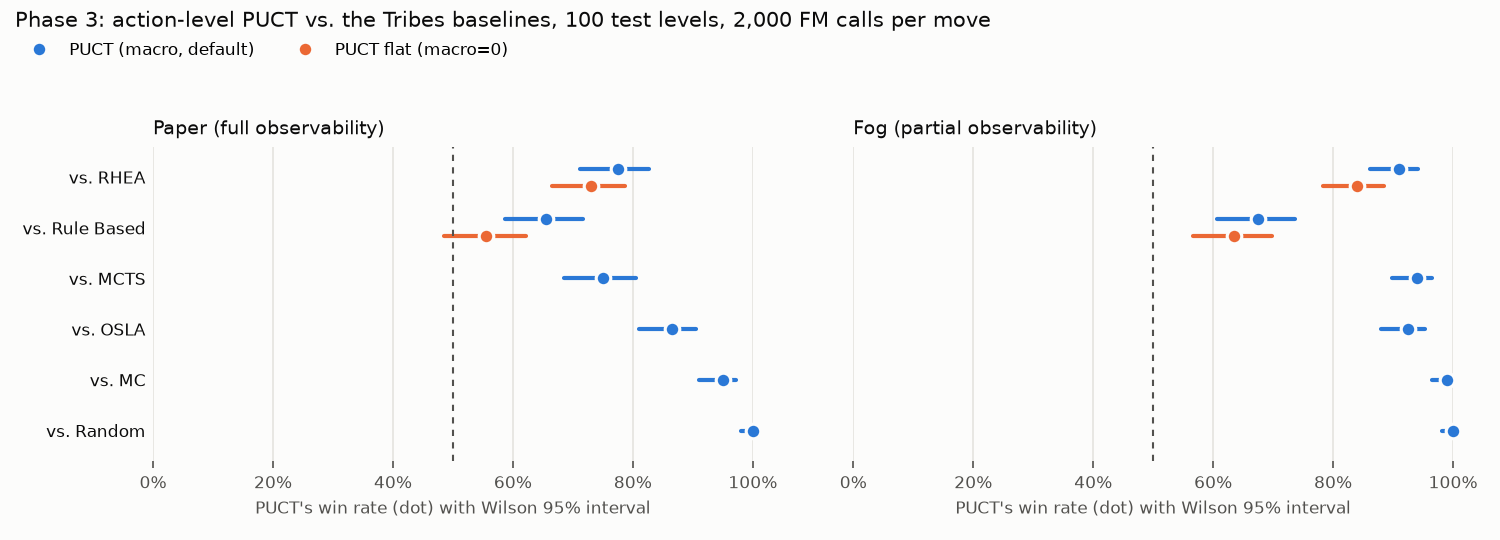 Phase 3: action-level PUCT vs. the Tribes baselines, 100 test levels, 2,000 FM calls per move
PUCT (macro, default)
PUCT flat (macro=0)
Paper (full observability)
vs. RHEA
vs. Rule Based
vs. MCTS
vs. OSLA
vs. MC
vs. Random
0%
20%
40%
60%
80%
100%
PUCT's win rate (dot) with Wilson 95% interval
Fog (partial observability)
0%
20%
40%
60%
80%
100%
PUCT's win rate (dot) with Wilson 95% interval